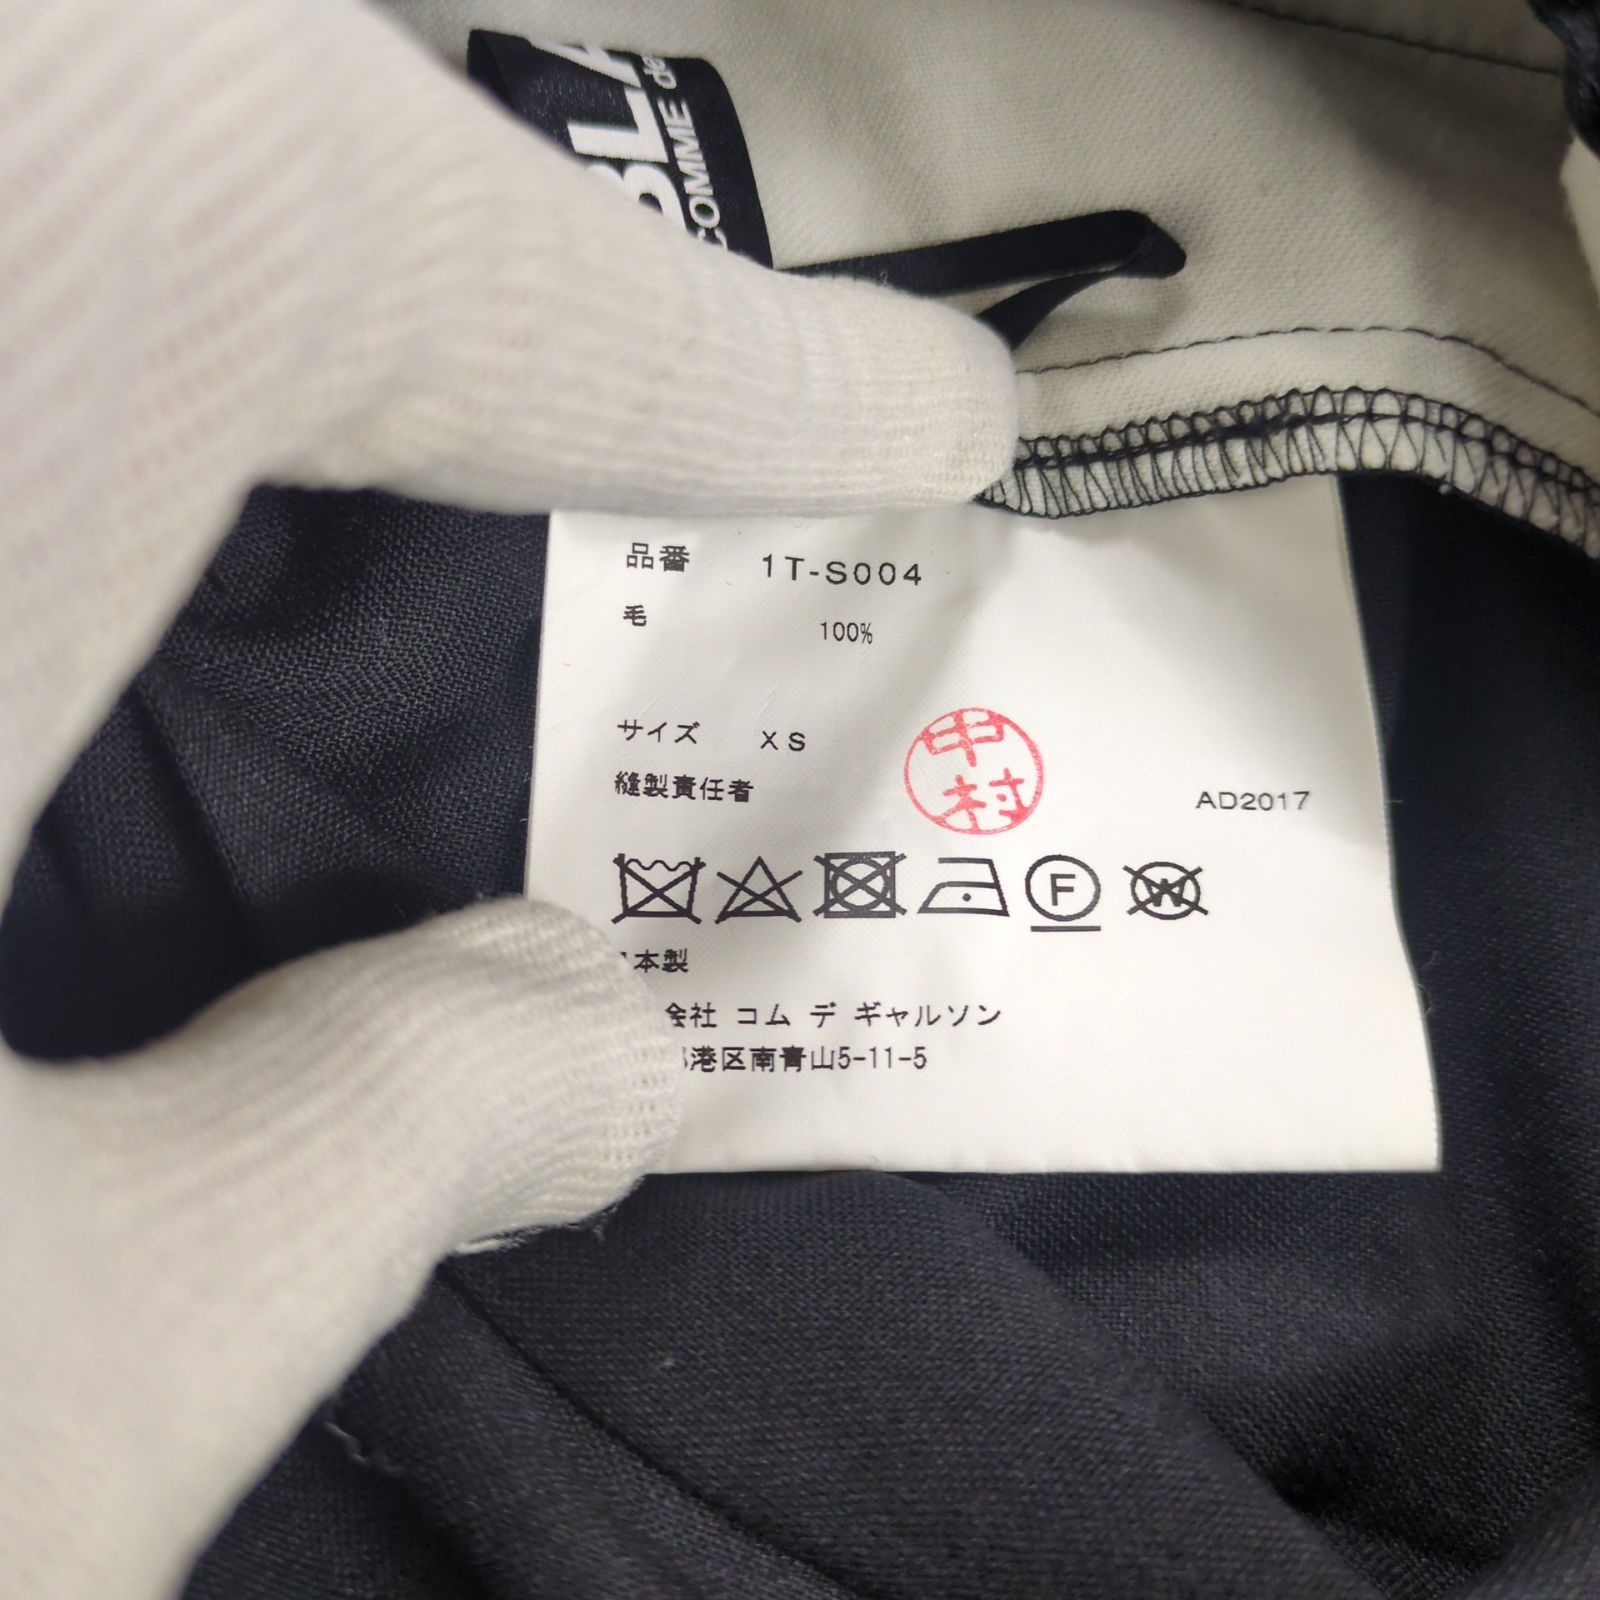 COMME de
品番 1T-S004
毛 100%
サイズ XS
縫製責任者 中村 AD2017
F W
本製
会社 コム デ ギャルソン
港区南青山5-11-5